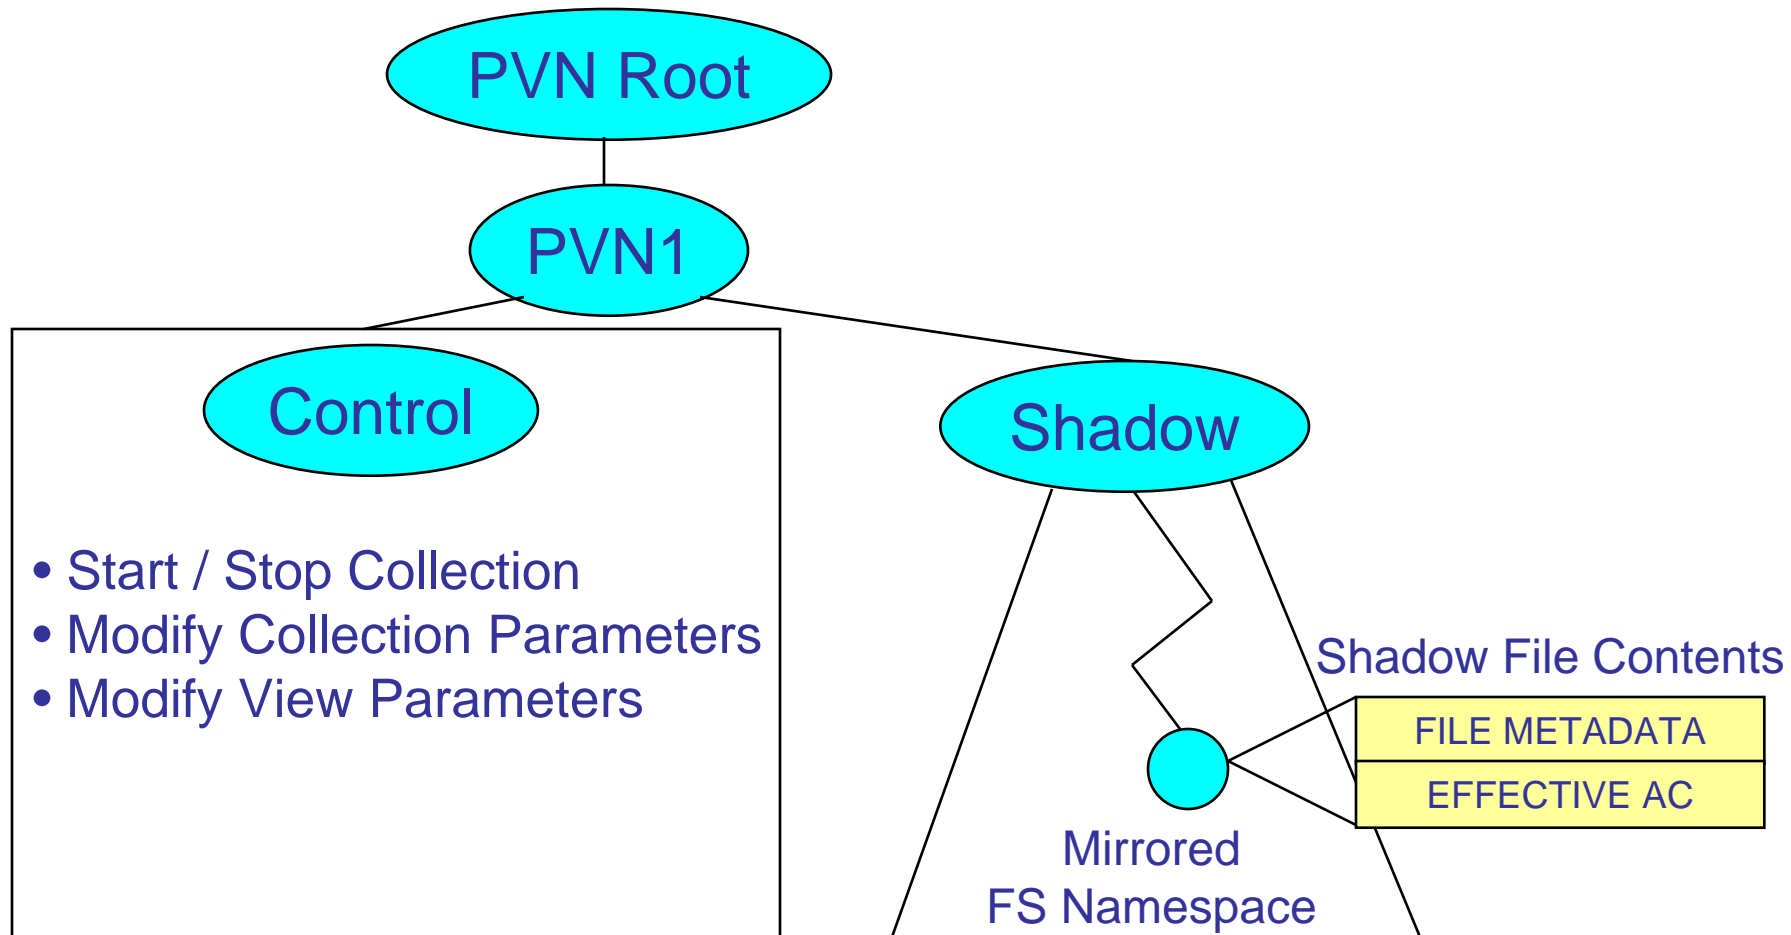 PVN Root
PVN1
Control
Shadow
• Start / Stop Collection
• Modify Collection Parameters
• Modify View Parameters
Shadow File Contents
FILE METADATA
EFFECTIVE AC
Mirrored
FS Namespace